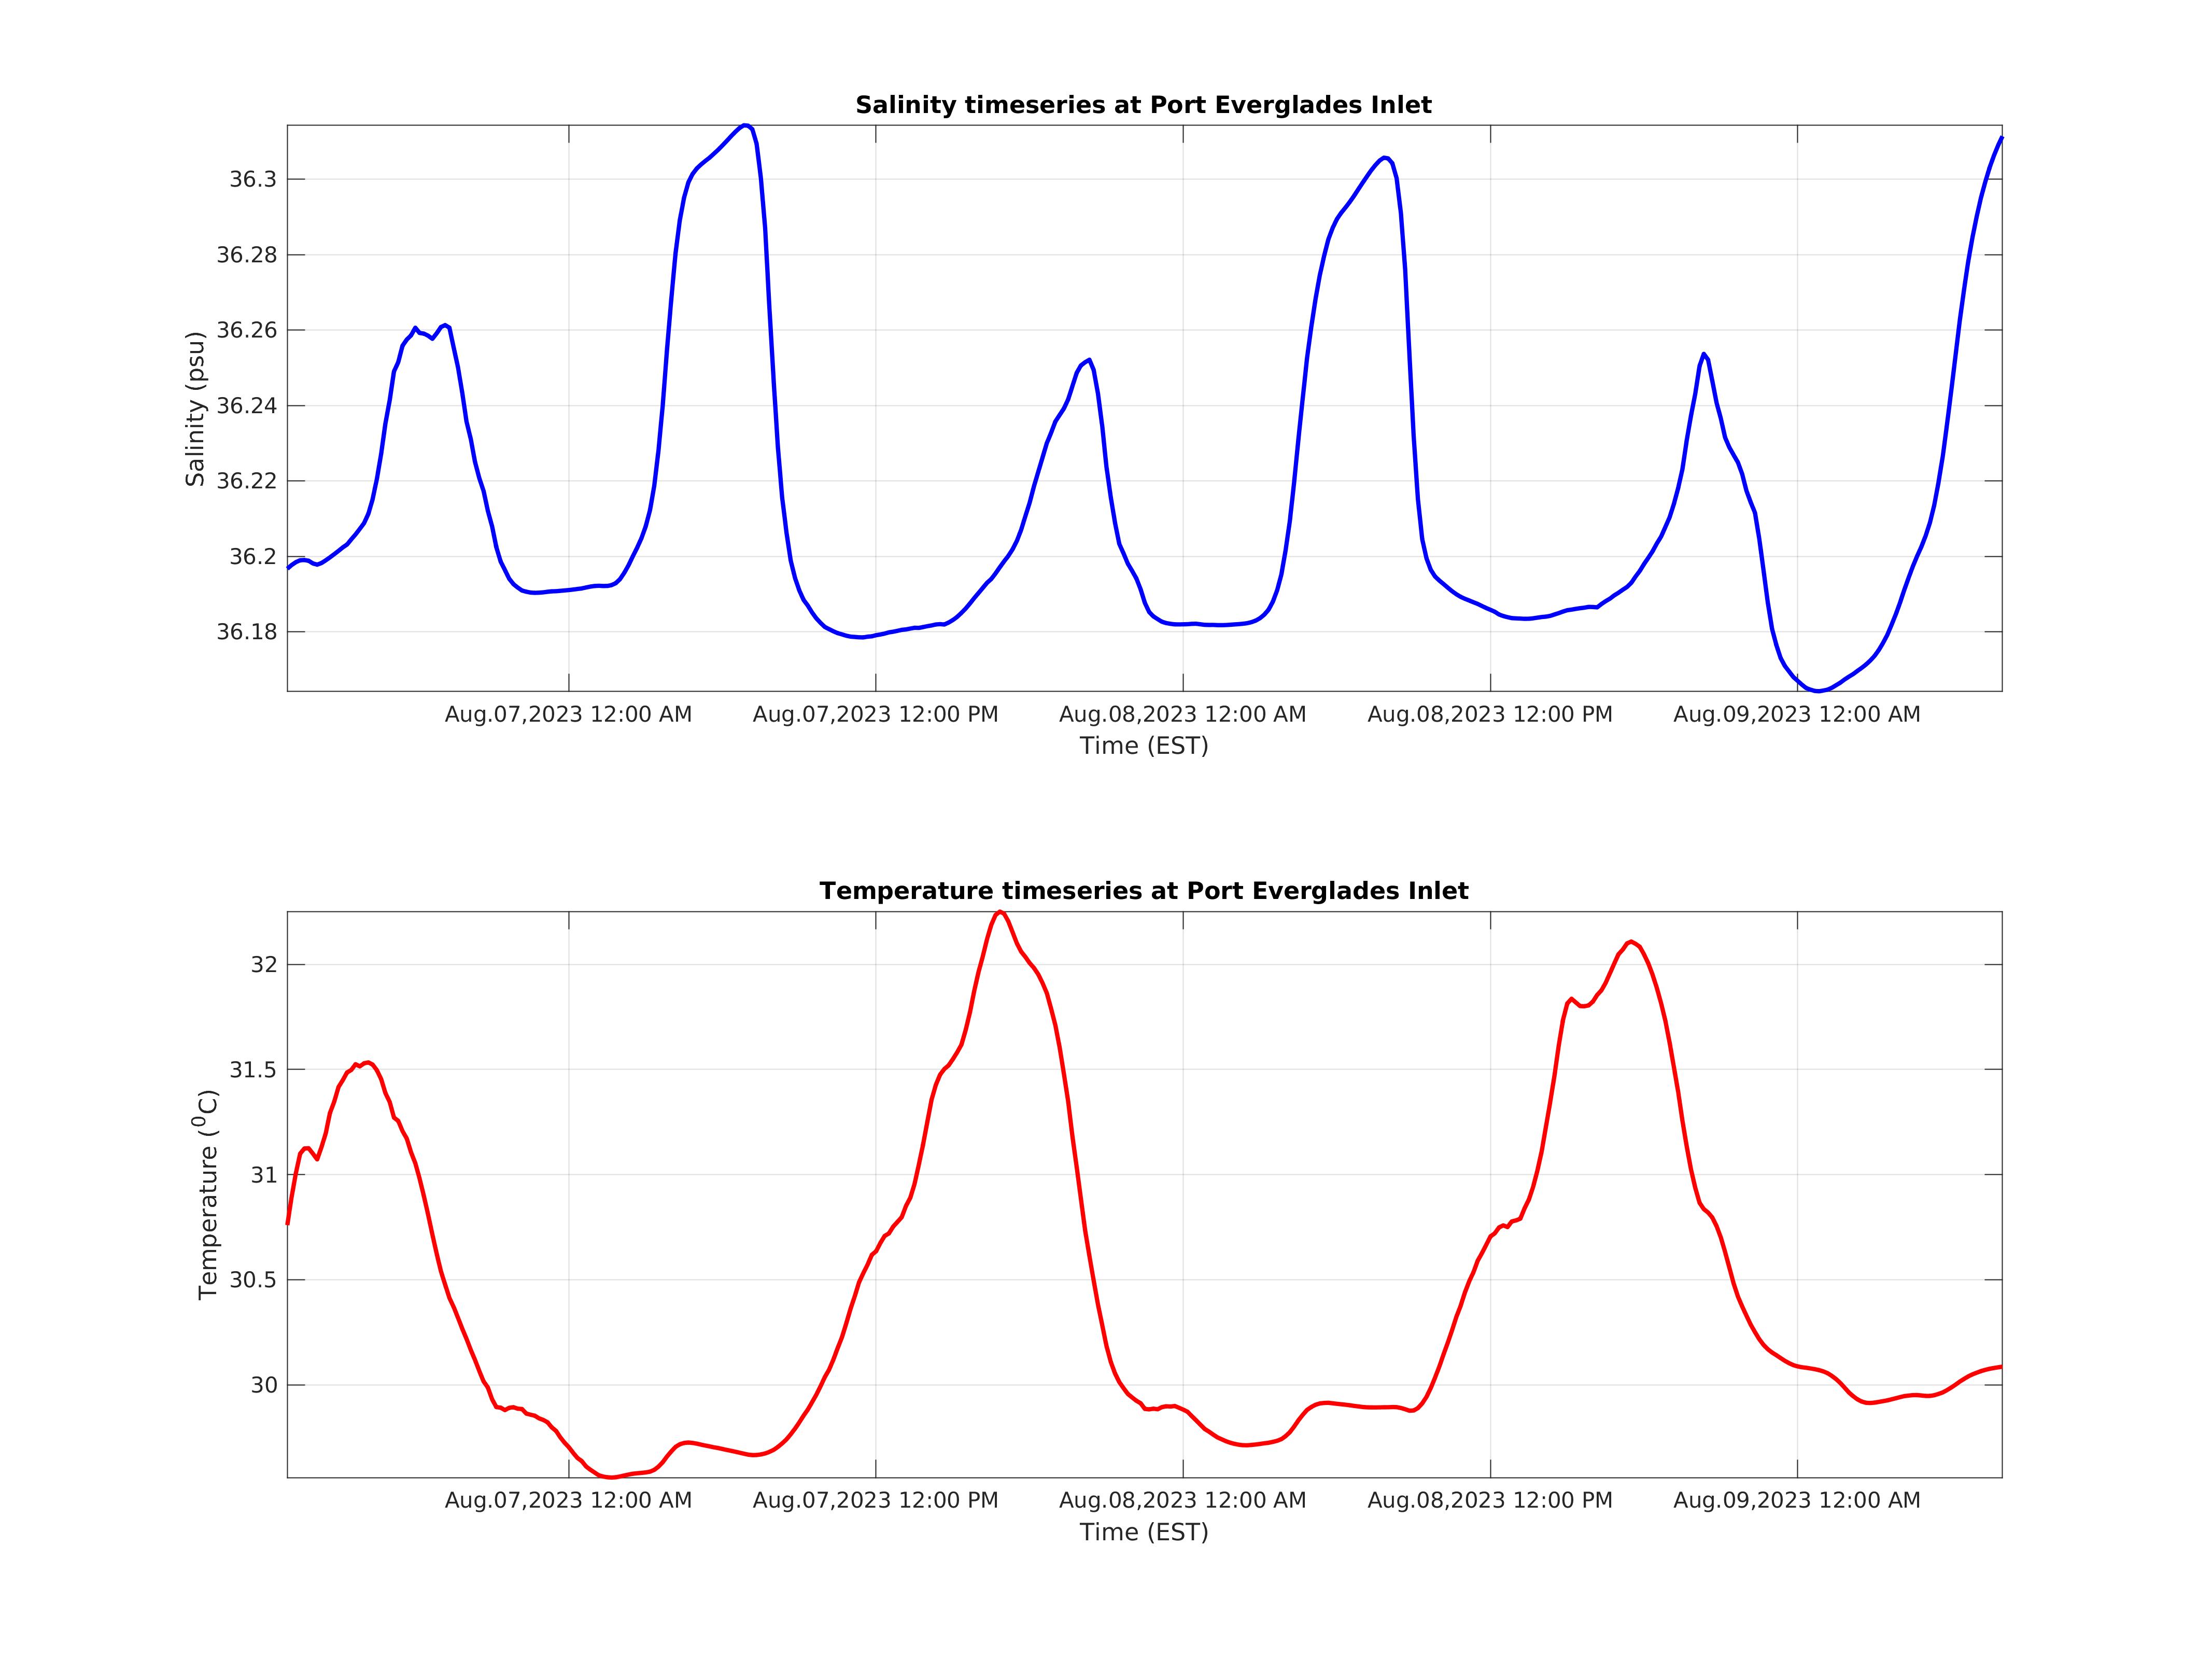 Salinity timeseries at Port Everglades Inlet
36.3
36.28
36.26
36.24
36.22
36.2
36.18
Salinity (psu)
Aug.07,2023 12:00 AM
Aug.07,2023 12:00 PM
Aug.08,2023 12:00 AM
Aug.08,2023 12:00 PM
Aug.09,2023 12:00 AM
Time (EST)
Temperature timeseries at Port Everglades Inlet
32
31.5
31
30.5
30
Temperature (⁰C)
Aug.07,2023 12:00 AM
Aug.07,2023 12:00 PM
Aug.08,2023 12:00 AM
Aug.08,2023 12:00 PM
Aug.09,2023 12:00 AM
Time (EST)